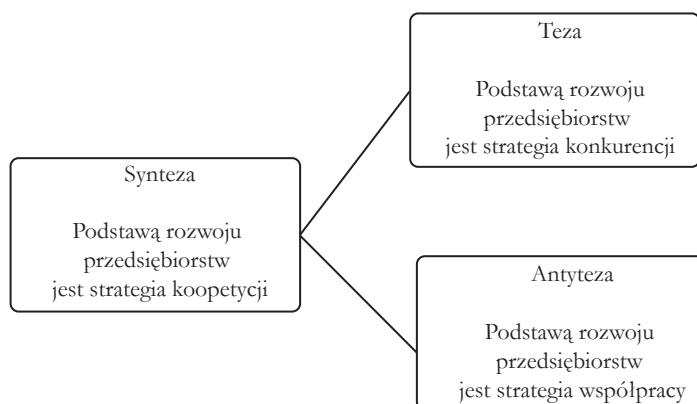 Teza
Podstawą rozwoju
przedsiębiorstw
jest strategia konkurencji
Synteza
Podstawą rozwoju
przedsiębiorstw
jest strategia koopetycji
Antyteza
Podstawą rozwoju
przedsiębiorstw
jest strategia współpracy